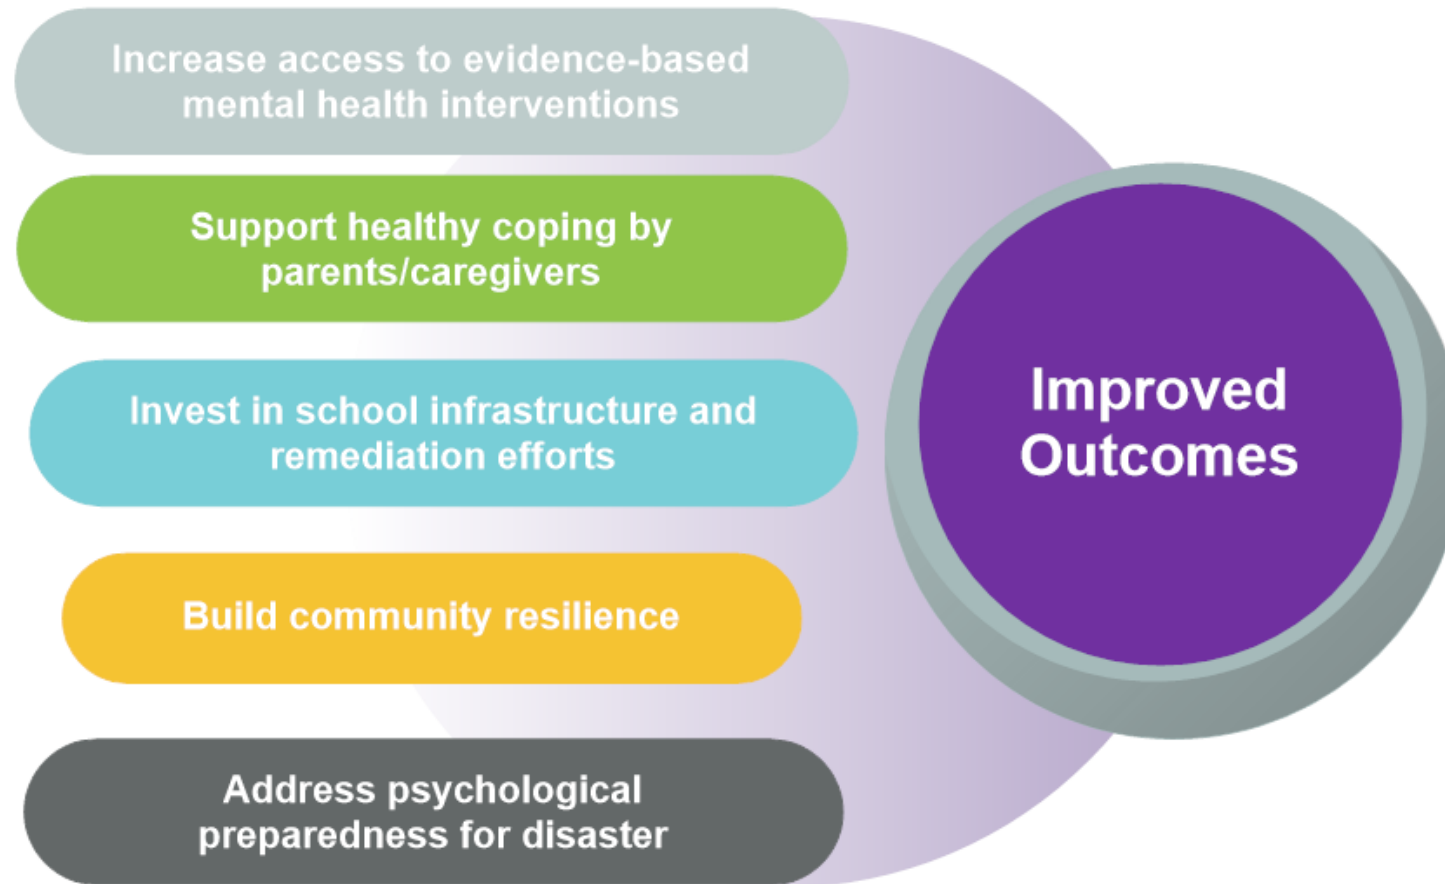 Increase access to evidence-based
mental health interventions
Support healthy coping by
parents/caregivers
Invest in school infrastructure and
remediation efforts
Build community resilience
Address psychological
preparedness for disaster
Improved
Outcomes